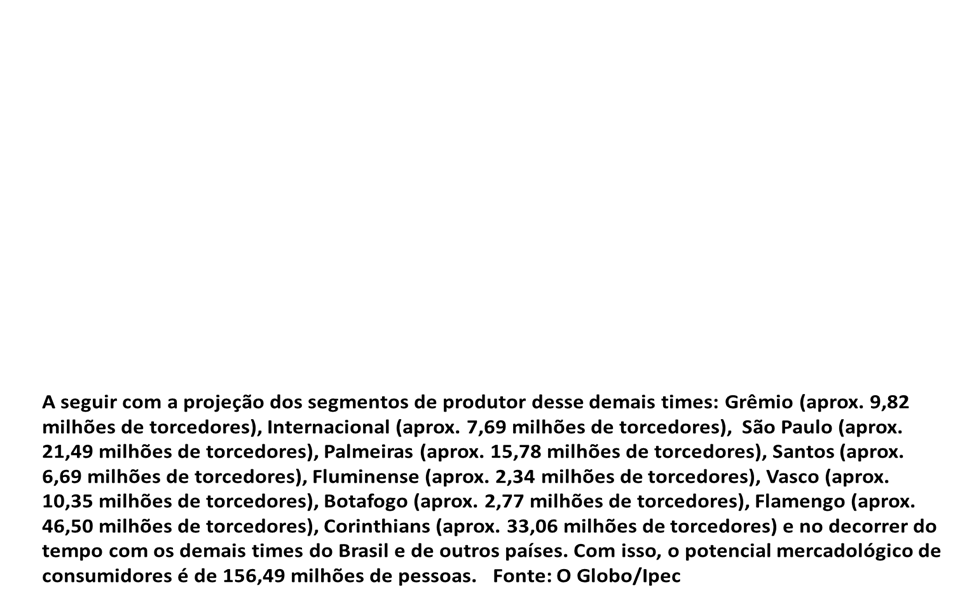 A seguir com a projeção dos segmentos de produtor desse demais times: Grêmio (aprox. 9,82
milhões de torcedores), Internacional (aprox. 7,69 milhões de torcedores),  São Paulo (aprox.
21,49 milhões de torcedores), Palmeiras (aprox. 15,78 milhões de torcedores), Santos (aprox.
6,69 milhões de torcedores), Fluminense (aprox. 2,34 milhões de torcedores), Vasco (aprox.
10,35 milhões de torcedores), Botafogo (aprox. 2,77 milhões de torcedores), Flamengo (aprox.
46,50 milhões de torcedores), Corinthians (aprox. 33,06 milhões de torcedores) e no decorrer do
tempo com os demais times do Brasil e de outros países. Com isso, o potencial mercadológico de
consumidores é de 156,49 milhões de pessoas.   Fonte: O Globo/Ipec